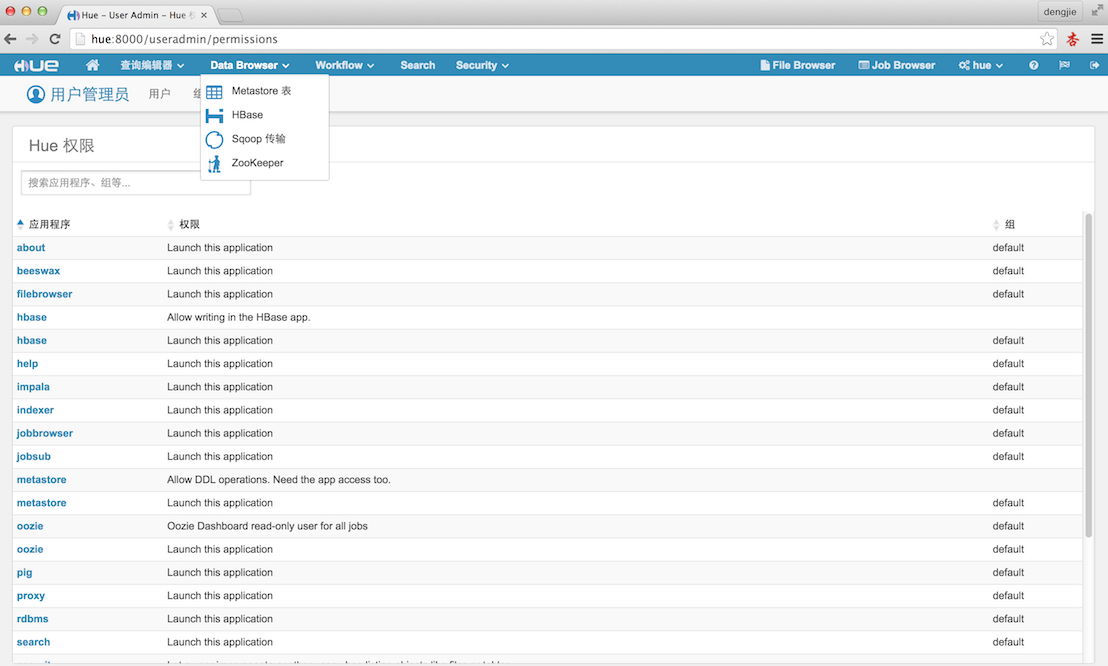 Hue - User Admin - Hue
dengjie
hue:8000/useradmin/permissions
HUE 查询编辑器 Data Browser Workflow Search Security File Browser Job Browser hue
用户管理员 用户
Metastore 表
HBase
Sqoop 传输
ZooKeeper
Hue 权限
搜索应用程序、组等...
应用程序 权限 组
about Launch this application default
beeswax Launch this application default
filebrowser Launch this application default
hbase Allow writing in the HBase app.
hbase Launch this application default
help Launch this application default
impala Launch this application default
indexer Launch this application default
jobbrowser Launch this application default
jobsub Launch this application default
metastore Allow DDL operations. Need the app access too.
metastore Launch this application default
oozie Oozie Dashboard read-only user for all jobs default
oozie Launch this application default
pig Launch this application default
proxy Launch this application default
rdbms Launch this application default
search Launch this application default